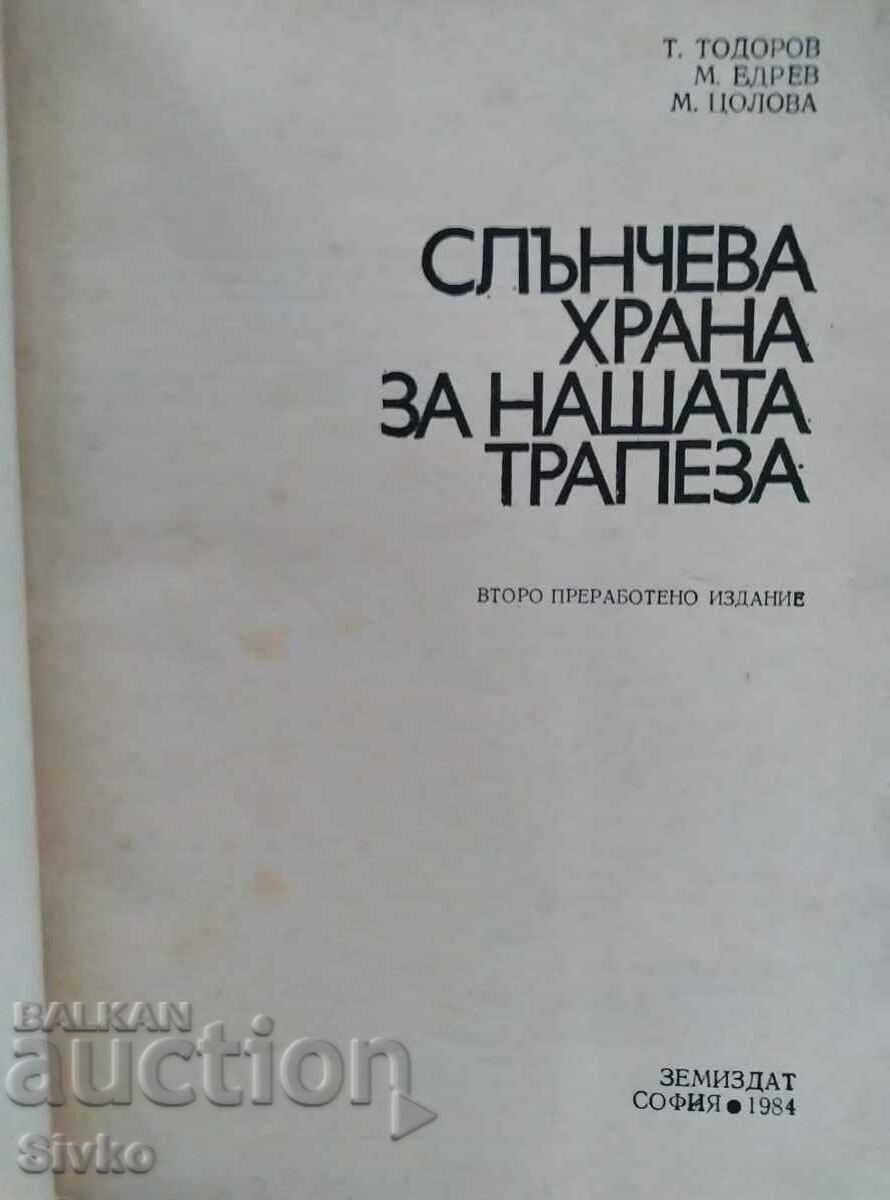 Т. ТОДОРОВ
М. ЕДРЕВ
М. ЦОЛОВА
СЛЪНЧЕВА
ХРАНА
ЗА НАШАТА
ТРАПЕЗА
ВТОРО ПРЕРАБОТЕНО ИЗДАНИЕ
ЗЕМИЗДАТ
СОФИЯ ● 1984
BALKAN
auction
Sivko